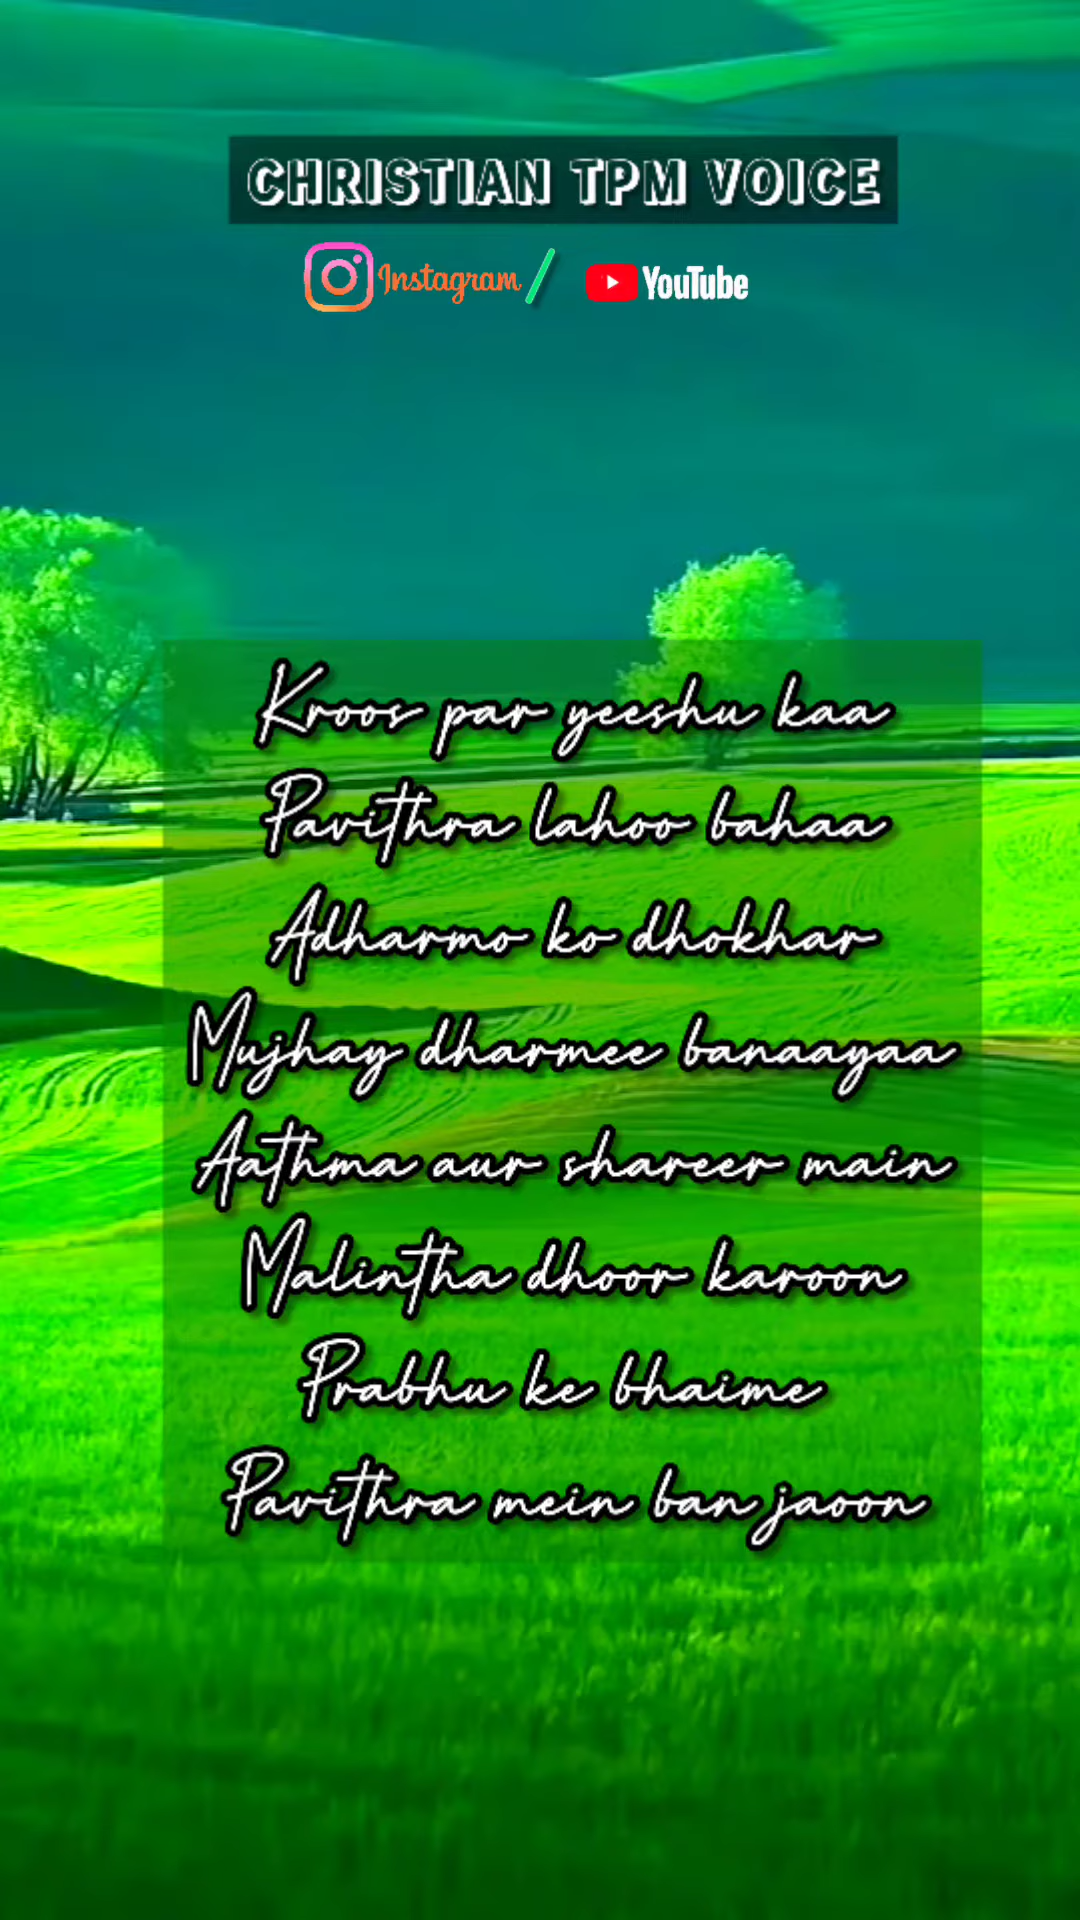 CHRISTIAN TPM VOICE
Instagram / YouTube
Kroos par yeeshu kaa
Pavithra lahoo bahaa
Adharmo ko dhokhar
Mujhay dharmee banaayaa
Aathma aur shareer main
Malintha dhoor karoon
Prabhu ke bhaime
Pavithra mein ban jaoon